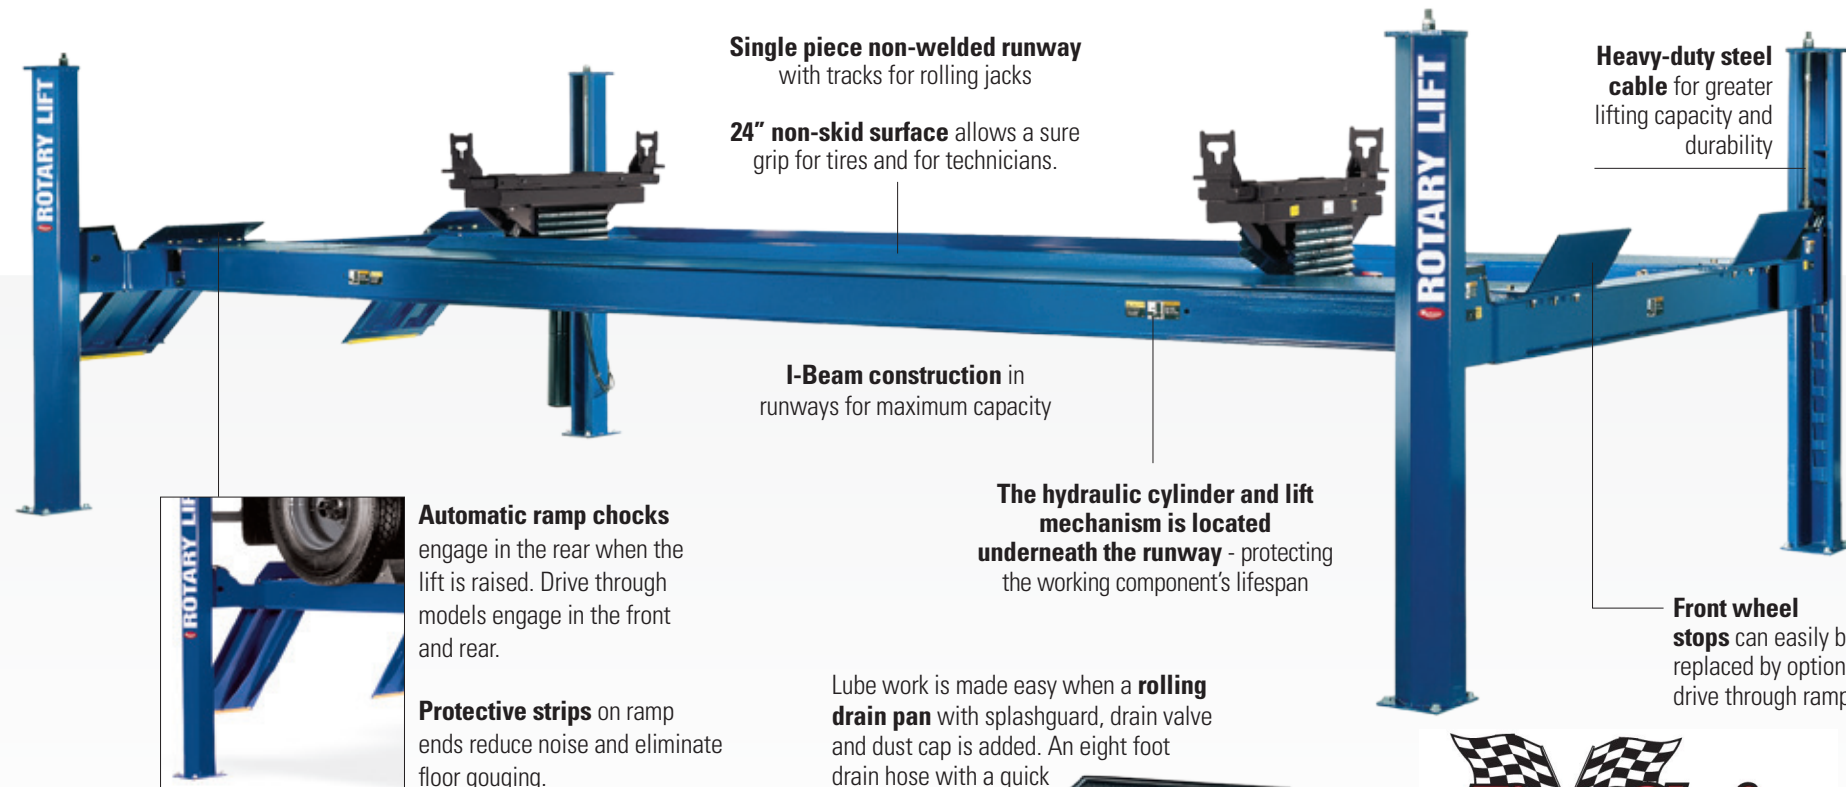 Single piece non-welded runway
with tracks for rolling jacks
24” non-skid surface allows a sure
grip for tires and for technicians.
Heavy-duty steel
cable for greater
lifting capacity and
durability
ROTARY LIFT
ROTARY LIFT
I-Beam construction in
runways for maximum capacity
The hydraulic cylinder and lift
mechanism is located
underneath the runway - protecting
the working component’s lifespan
Automatic ramp chocks
engage in the rear when the
lift is raised. Drive through
models engage in the front
and rear.
ROTARY
Protective strips on ramp
ends reduce noise and eliminate
floor gouging.
Lube work is made easy when a rolling
drain pan with splashguard, drain valve
and dust cap is added. An eight foot
drain hose with a quick
Front wheel
stops can easily b
replaced by option
drive through ramp